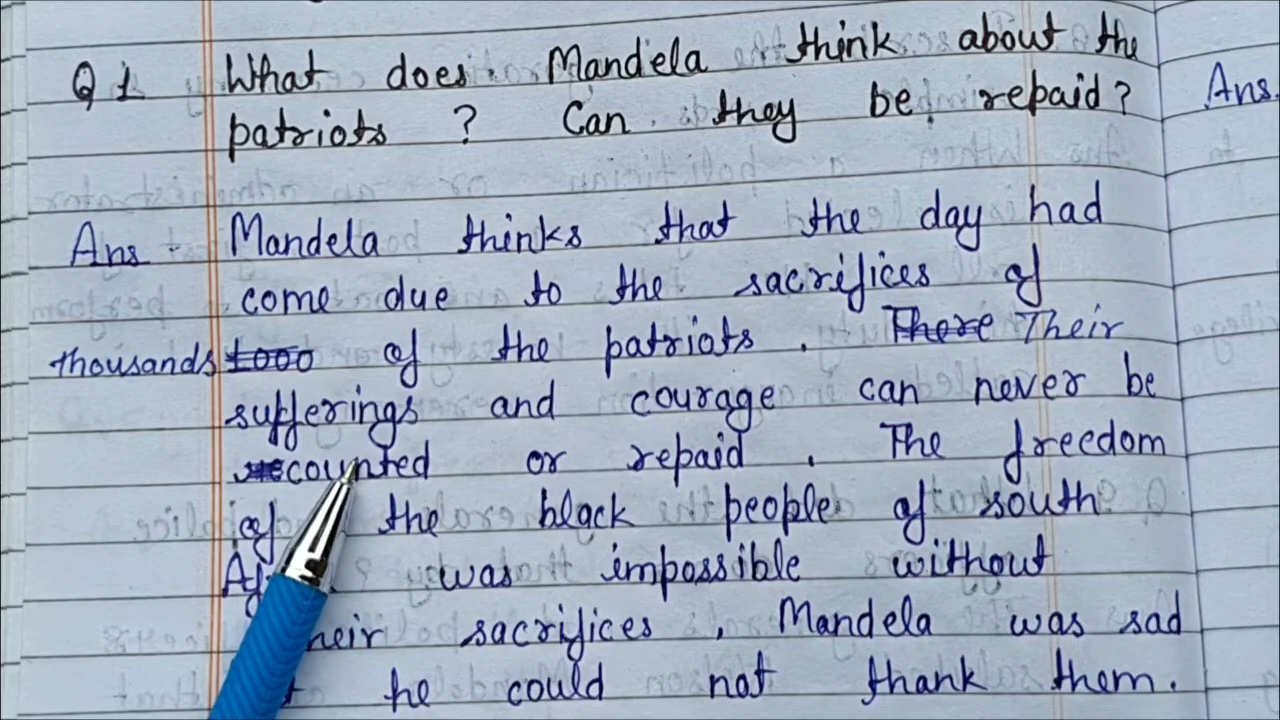 Q 1 What does Mandela think about the
patriots ? Can they be repaid ?
Ans.
Ans - Mandela thinks that the day had
come due to the sacrifices of
thousands 1000 of the patriots . There Their
sufferings and courage can never be
counted or repaid . The freedom
of the black people of south
was impossible without
sacrifices , Mandela was sad
he could not thank them .